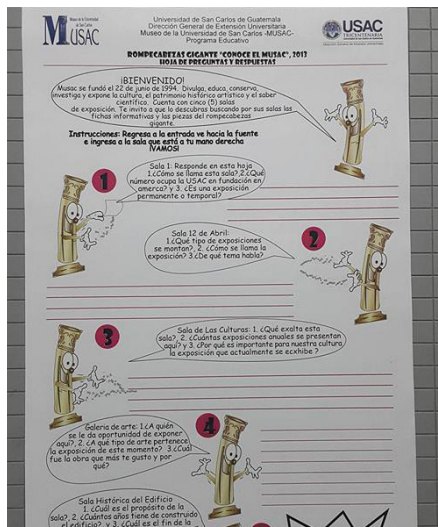 Museo de la Universidad
de San Carlos
MUSAC
Universidad de San Carlos de Guatemala
Dirección General de Extensión Universitaria
Museo de la Universidad de San Carlos -MUSAC-
Programa Educativo
USAC
TRICENTENARIA
ROMPECABEZAS GIGANTE "CONOCE EL MUSAC", 2013
HOJA DE PREGUNTAS Y RESPUESTAS
¡BIENVENIDO!
Musac se fundó el 22 de junio de 1994. Divulga, educa, conserva,
investiga y expone la cultura, el patrimonio histórico artístico y el saber
científico. Cuenta con cinco (5) salas
de exposición. Te invito a que lo descubras buscando por sus salas las
fichas informativas y las piezas del rompecabezas
gigante.
Instrucciones: Regresa a la entrada ve hacia la fuente
e ingresa a la sala que está a tu mano derecha
¡VAMOS!
1
Sala 1: Responde en esta hoja
1.¿Cómo se llama esta sala? 2.¿Qué
número ocupa la USAC en fundación en
amerca? y 3. ¿Es una exposición
permanente o temporal?
2
Sala 12 de Abril:
1.¿Qué tipo de exposiciones
se montan?, 2. ¿Cómo se llama la
exposición? 3.¿De qué tema habla?
3
Sala de Las Culturas: 1. ¿Qué exalta esta
sala?, 2. ¿Cuántas exposiciones anuales se presentan
aquí? y 3. ¿Por qué es importante para nuestra cultura
la exposición que actualmente se ecxhibe ?
4
Galería de arte: 1.¿A quién
se le da oportunidad de exponer
aquí?, 2. ¿A qué tipo de arte pertenece
la exposición de este momento? 3.¿Cuál
fue la obra que más te gusto y por
qué?
Sala Histórica del Edificio
1. ¿Cuál es el propósito de la
sala?, 2. ¿Cuántos años tiene de construido
el edificio?, y 3. ¿Cuál es el fin de la